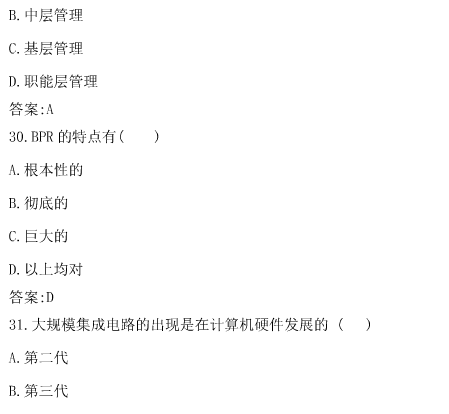 B.中层管理
C.基层管理
D.职能层管理
答案:A
30.BPR 的特点有(    )
A.根本性的
B.彻底的
C.巨大的
D.以上均对
答案:D
31.大规模集成电路的出现是在计算机硬件发展的 (   )
A.第二代
B.第三代